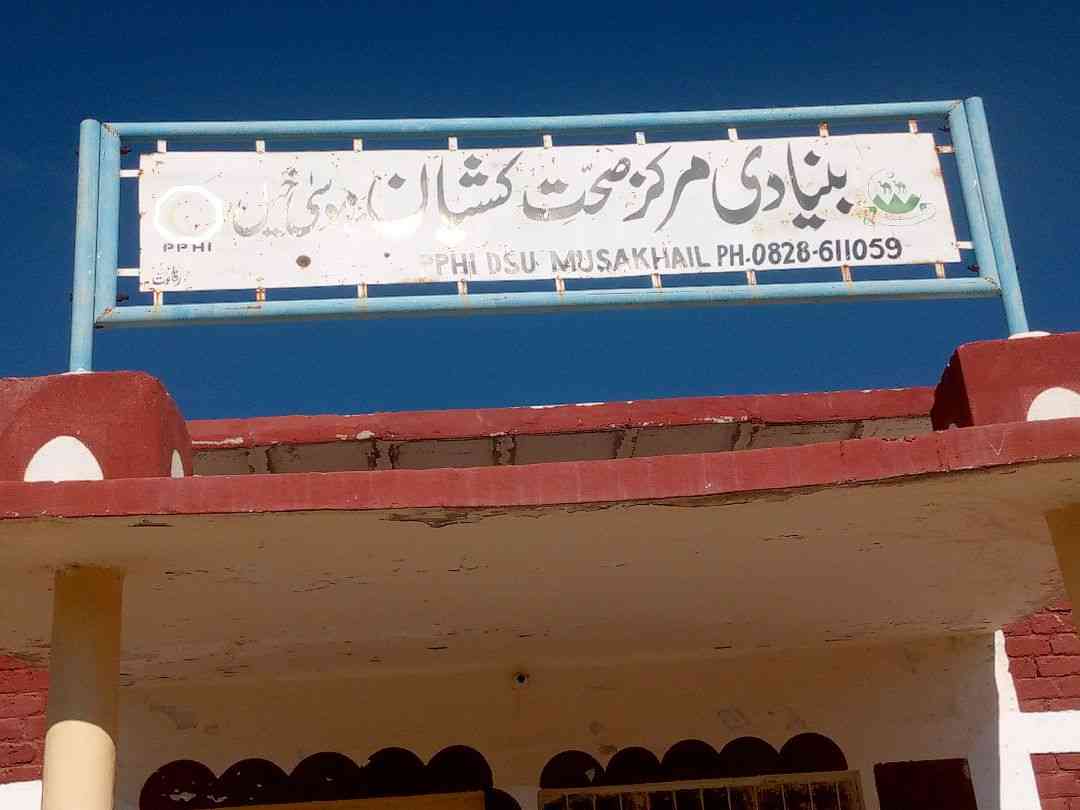 بنیادی مرکز صحت کشان موسیٰ خیل
PPHI
PPHI DSU MUSAKHAIL PH-0828-611059